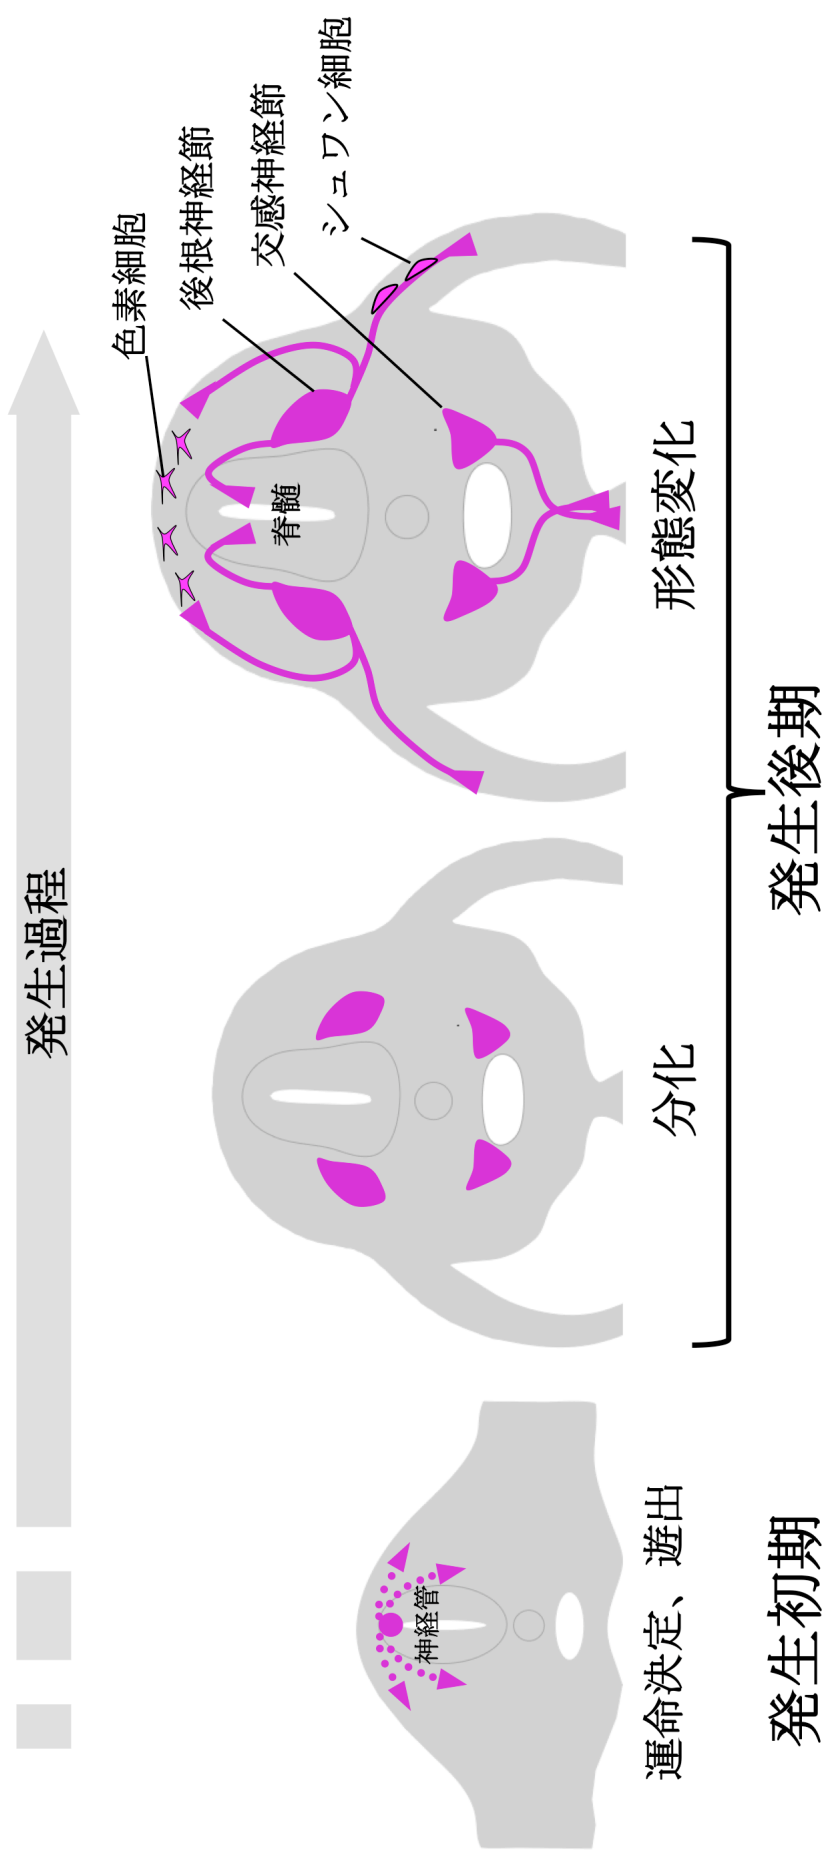 発生過程
色素細胞
後根神経節
交感神経節
シュワン細胞
神経管
脊髄
運命決定、遊出
分化
形態変化
発生初期
発生後期